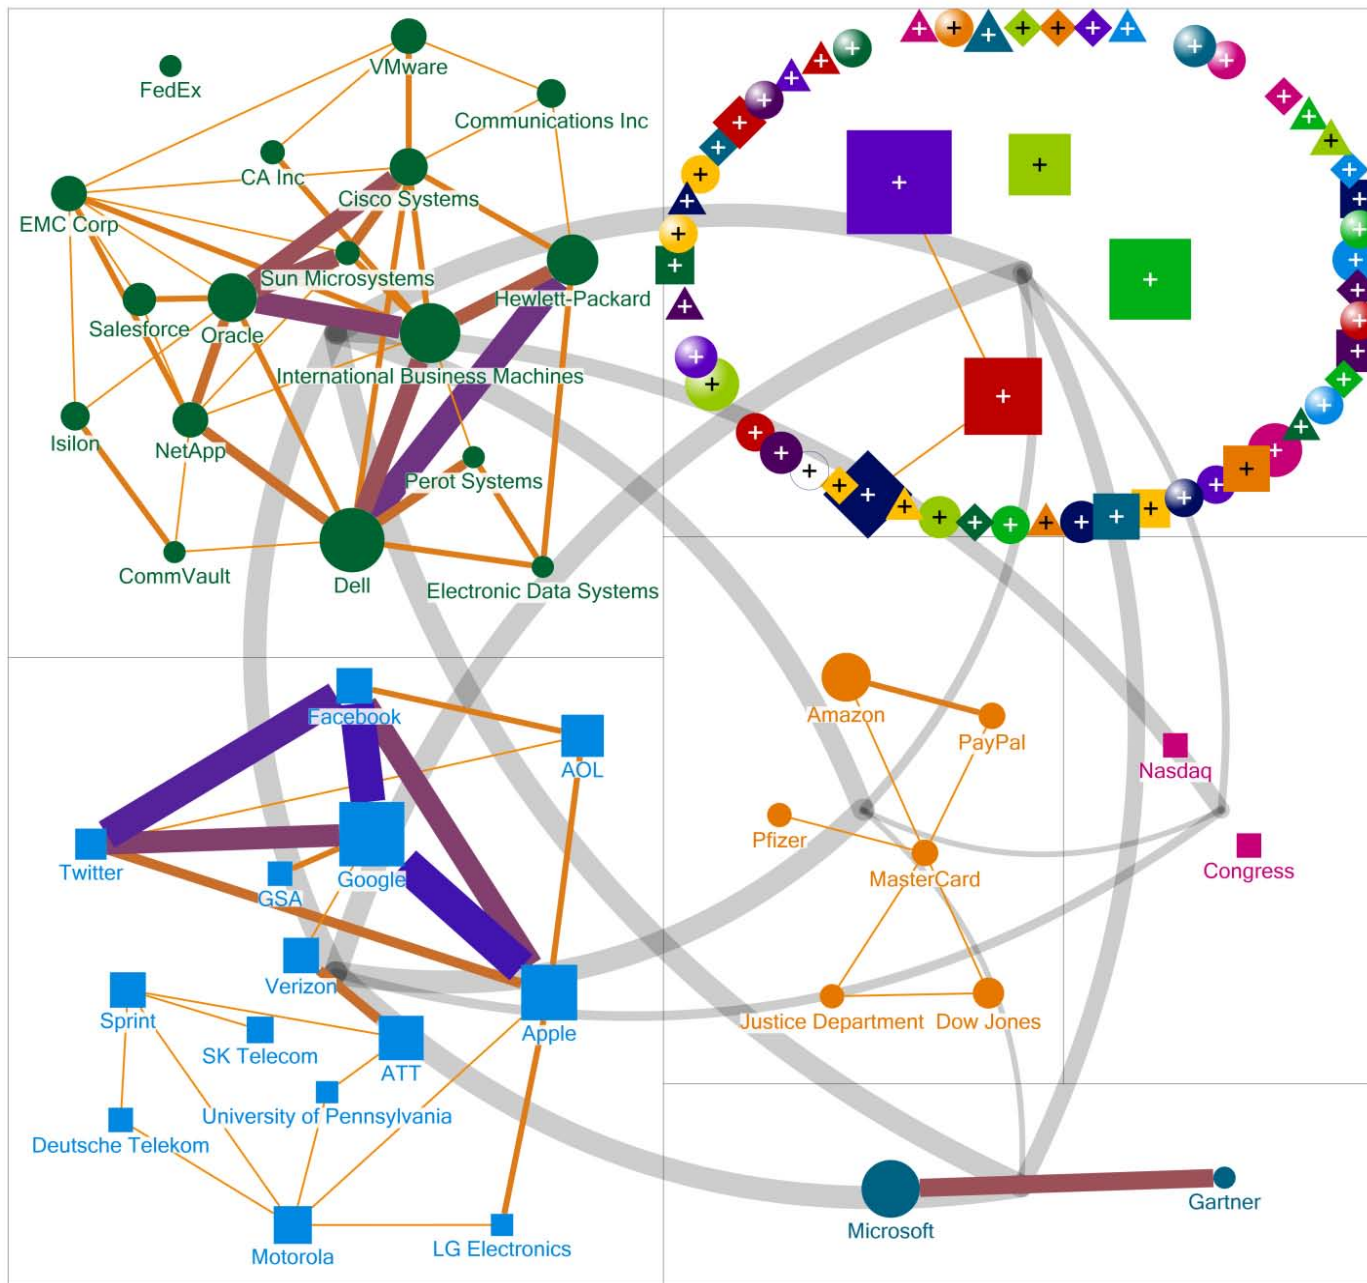 VMware
FedEx
Communications Inc
CA Inc
Cisco Systems
EMC Corp
Sun Microsystems
Hewlett-Packard
Salesforce
Oracle
International Business Machines
Isilon
NetApp
Perot Systems
CommVault
Dell
Electronic Data Systems
Facebook
AOL
Twitter
GSA
Google
Verizon
Sprint
SK Telecom
ATT
Apple
University of Pennsylvania
Deutsche Telekom
Motorola
LG Electronics
Amazon
PayPal
Pfizer
MasterCard
Justice Department
Dow Jones
Nasdaq
Congress
Microsoft
Gartner